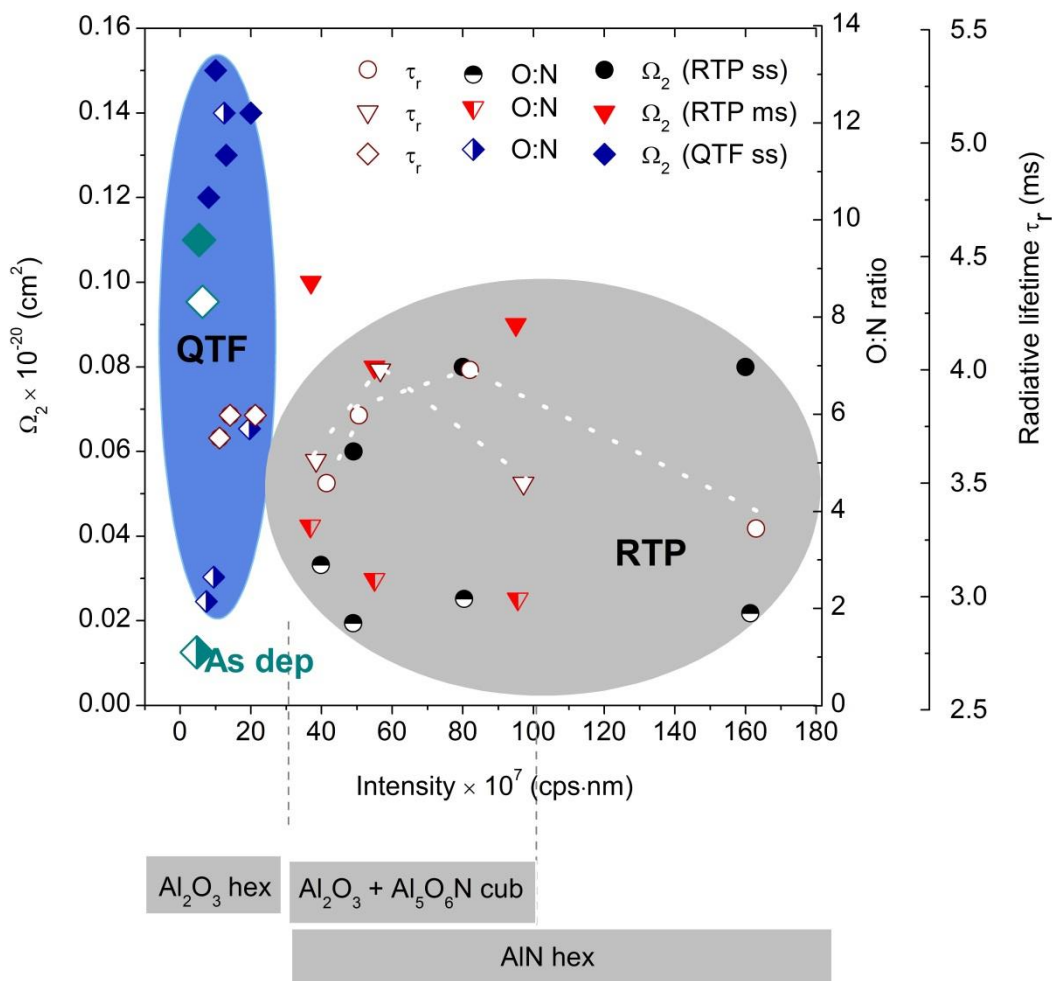 0.16
0.14
0.12
0.10
0.08
0.06
0.04
0.02
0.00
Ω₂ × 10⁻²⁰ (cm²)
τᵣ O:N Ω₂ (RTP ss)
τᵣ O:N Ω₂ (RTP ms)
τᵣ O:N Ω₂ (QTF ss)
QTF
RTP
As dep
14
12
10
8
6
4
2
0
O:N ratio
5.5
5.0
4.5
4.0
3.5
3.0
2.5
Radiative lifetime τᵣ (ms)
0 20 40 60 80 100 120 140 160 180
Intensity × 10⁷ (cps·nm)
Al₂O₃ hex
Al₂O₃ + Al₅O₆N cub
AlN hex